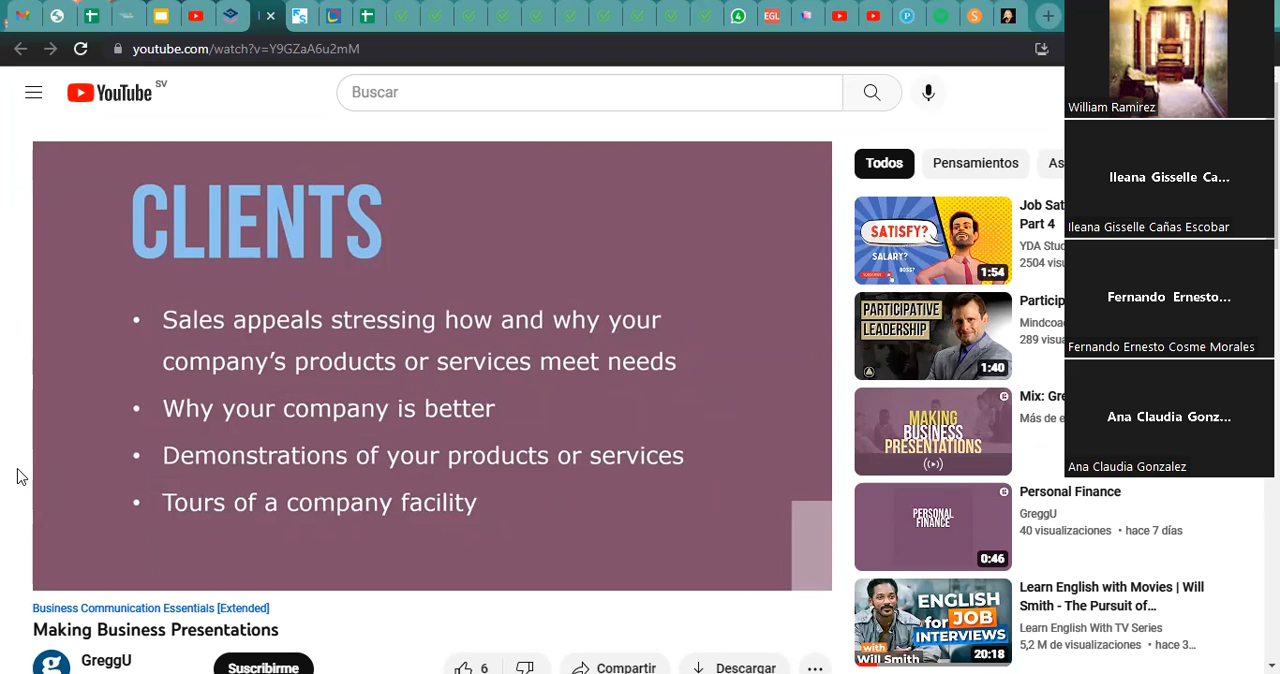 EGL
youtube.com/watch?v=Y9GZaA6u2mM
YouTube SV
Buscar
CLIENTS
• Sales appeals stressing how and why your
company's products or services meet needs
• Why your company is better
• Demonstrations of your products or services
• Tours of a company facility
Business Communication Essentials [Extended]
Making Business Presentations
GreggU
Suscribirme
6
Compartir
Descargar
Todos
Pensamientos
As
SATISFY?
SALARY?
BOSS?
1:54
Job Sat
Part 4
YDA Stud
2504 visu
PARTICIPATIVE
LEADERSHIP
1:40
Particip
Mindcoa
289 visua
MAKING
BUSINESS
PRESENTATIONS
Mix: Gre
Más de e
PERSONAL
FINANCE
0:46
Personal Finance
GreggU
40 visualizaciones • hace 7 días
ENGLISH
for JOB
INTERVIEWS
with
Will Smith
20:18
Learn English with Movies | Will
Smith - The Pursuit of...
Learn English With TV Series
5,2 M de visualizaciones • hace 3...
William Ramirez
Ileana Gisselle Ca...
Ileana Gisselle Cañas Escobar
Fernando Ernesto...
Fernando Ernesto Cosme Morales
Ana Claudia Gonz...
Ana Claudia Gonzalez